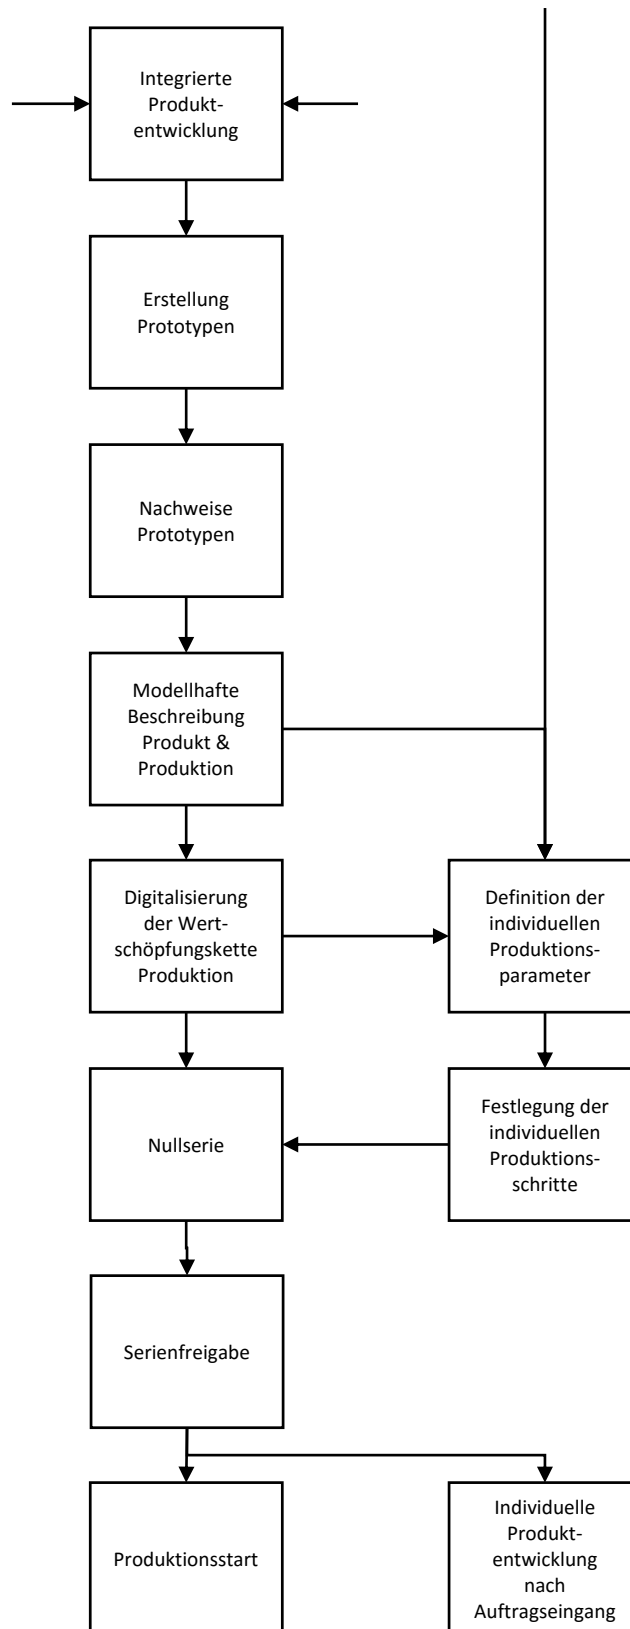 Integrierte
Produkt-
entwicklung
Erstellung
Prototypen
Nachweise
Prototypen
Modellhafte
Beschreibung
Produkt &
Produktion
Digitalisierung
der Wert-
schöpfungskette
Produktion
Definition der
individuellen
Produktions-
parameter
Nullserie
Festlegung der
individuellen
Produktions-
schritte
Serienfreigabe
Produktionsstart
Individuelle
Produkt-
entwicklung
nach
Auftragseingang